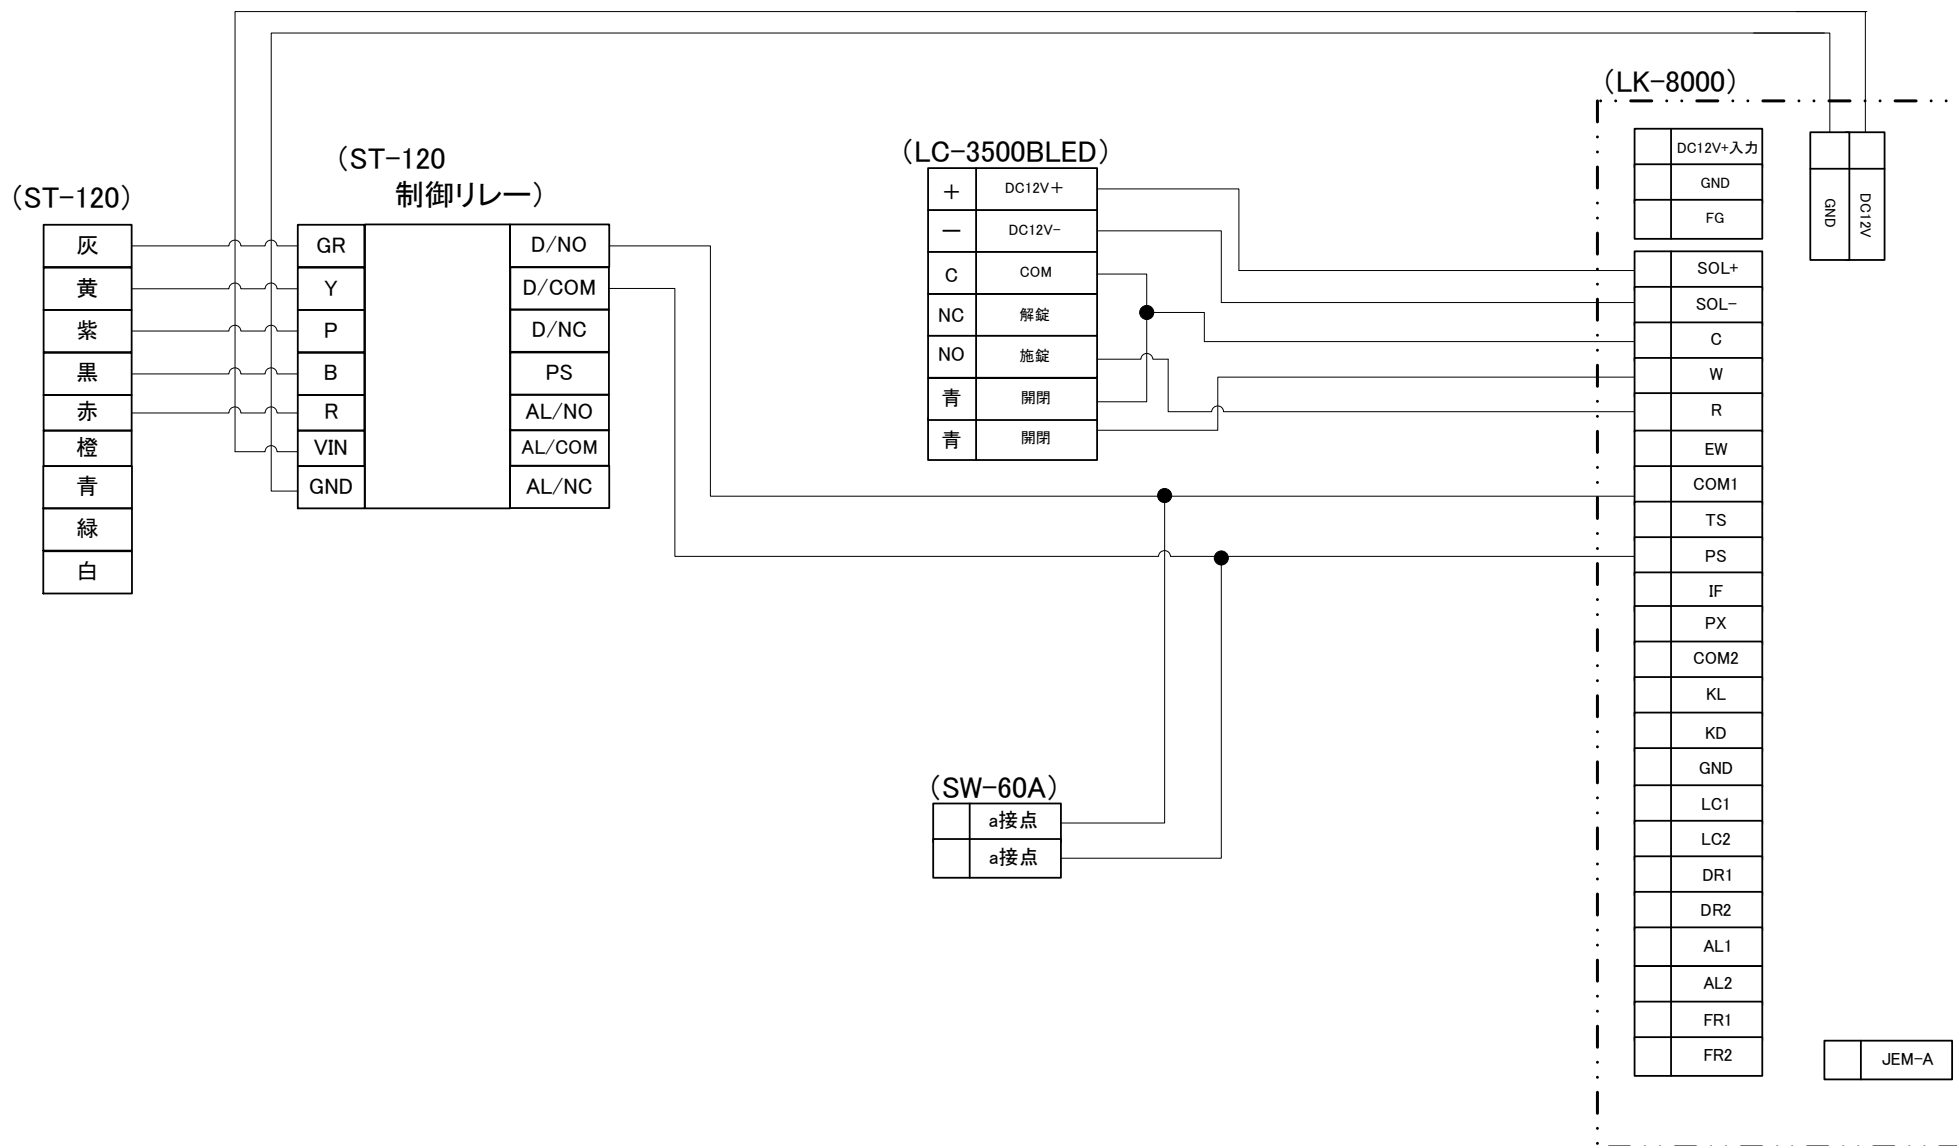 (LK-8000)
DC12V+入力
GND
FG
GND
DC12V
SOL+
SOL-
C
W
R
EW
COM1
TS
PS
IF
PX
COM2
KL
KD
GND
LC1
LC2
DR1
DR2
AL1
AL2
FR1
FR2
JEM-A
(LC-3500BLED)
+ DC12V+
- DC12V-
C COM
NC 解錠
NO 施錠
青 開閉
青 開閉
(ST-120
制御リレー)
GR D/NO
Y D/COM
P D/NC
B PS
R AL/NO
VIN AL/COM
GND AL/NC
(ST-120)
灰
黄
紫
黒
赤
橙
青
緑
白
(SW-60A)
a接点
a接点